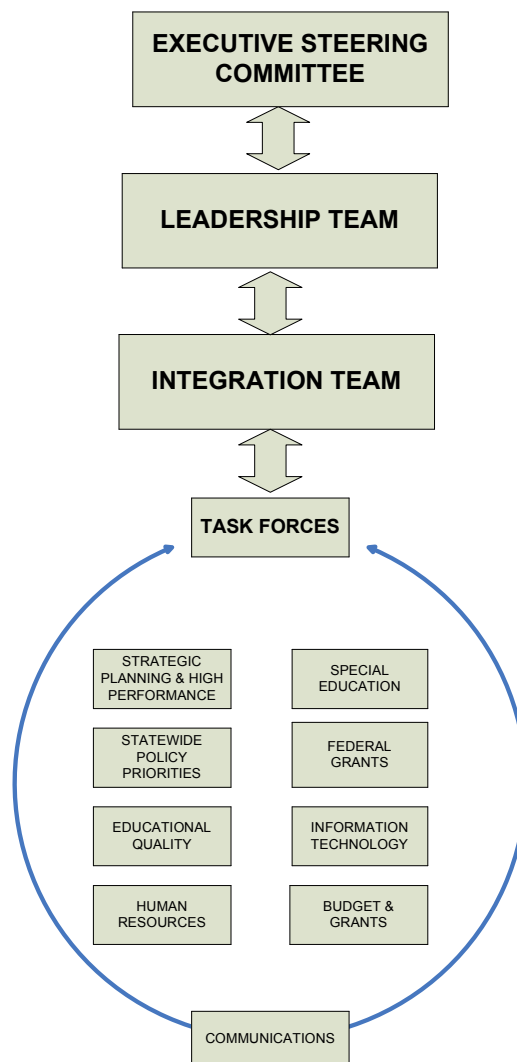 EXECUTIVE STEERING
COMMITTEE
LEADERSHIP TEAM
INTEGRATION TEAM
TASK FORCES
STRATEGIC
PLANNING & HIGH
PERFORMANCE
SPECIAL
EDUCATION
STATEWIDE
POLICY
PRIORITIES
FEDERAL
GRANTS
EDUCATIONAL
QUALITY
INFORMATION
TECHNOLOGY
HUMAN
RESOURCES
BUDGET &
GRANTS
COMMUNICATIONS